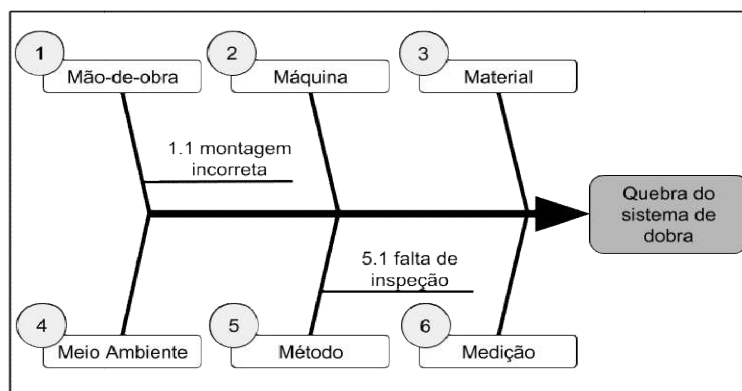 1
Mão-de-obra
2
Máquina
3
Material
1.1 montagem
incorreta
Quebra do
sistema de
dobra
5.1 falta de
inspeção
4
Meio Ambiente
5
Método
6
Medição